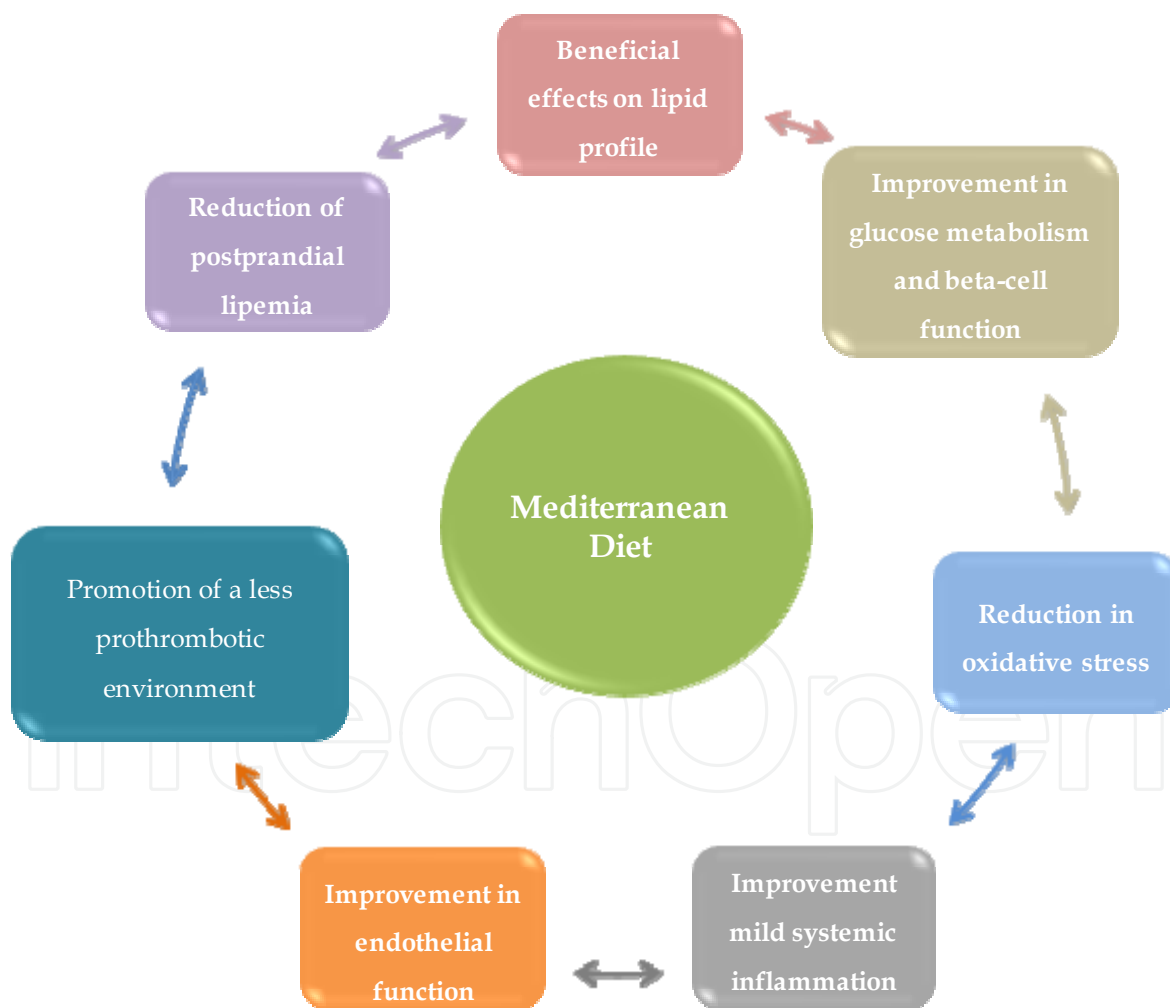 Beneficial
effects on lipid
profile
Improvement in
glucose metabolism
and beta-cell
function
Reduction of
postprandial
lipemia
Mediterranean
Diet
Promotion of a less
prothrombotic
environment
Reduction in
oxidative stress
IntechOpen
Improvement in
endothelial
function
Improvement
mild systemic
inflammation